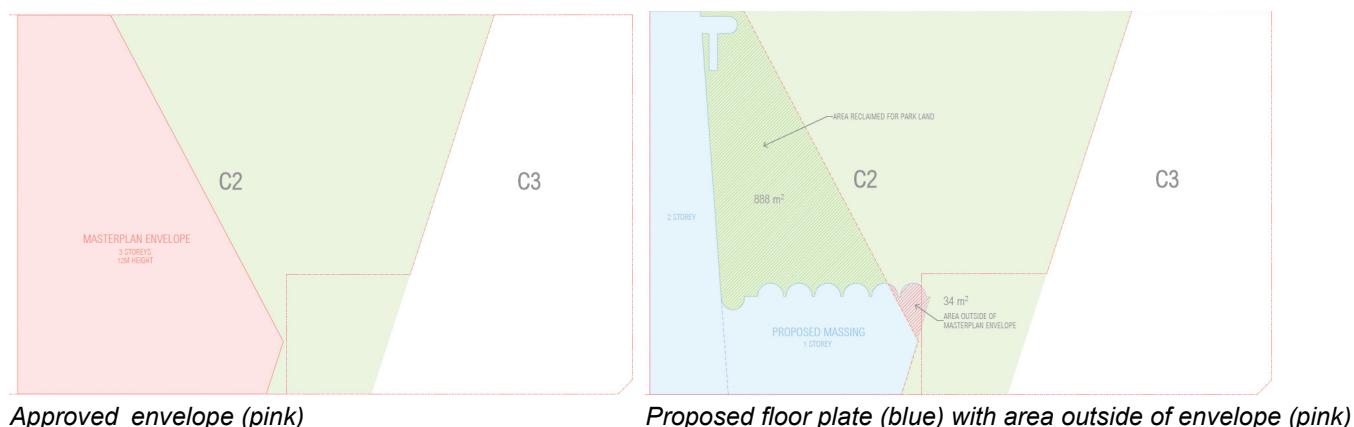 C2
C3
MASTERPLAN ENVELOPE
3 STOREYS
12M HEIGHT
Approved envelope (pink)
AREA RECLAIMED FOR PARK LAND
C2
C3
888 m²
2 STOREY
34 m²
AREA OUTSIDE OF
MASTERPLAN ENVELOPE
PROPOSED MASSING
1 STOREY
Proposed floor plate (blue) with area outside of envelope (pink)